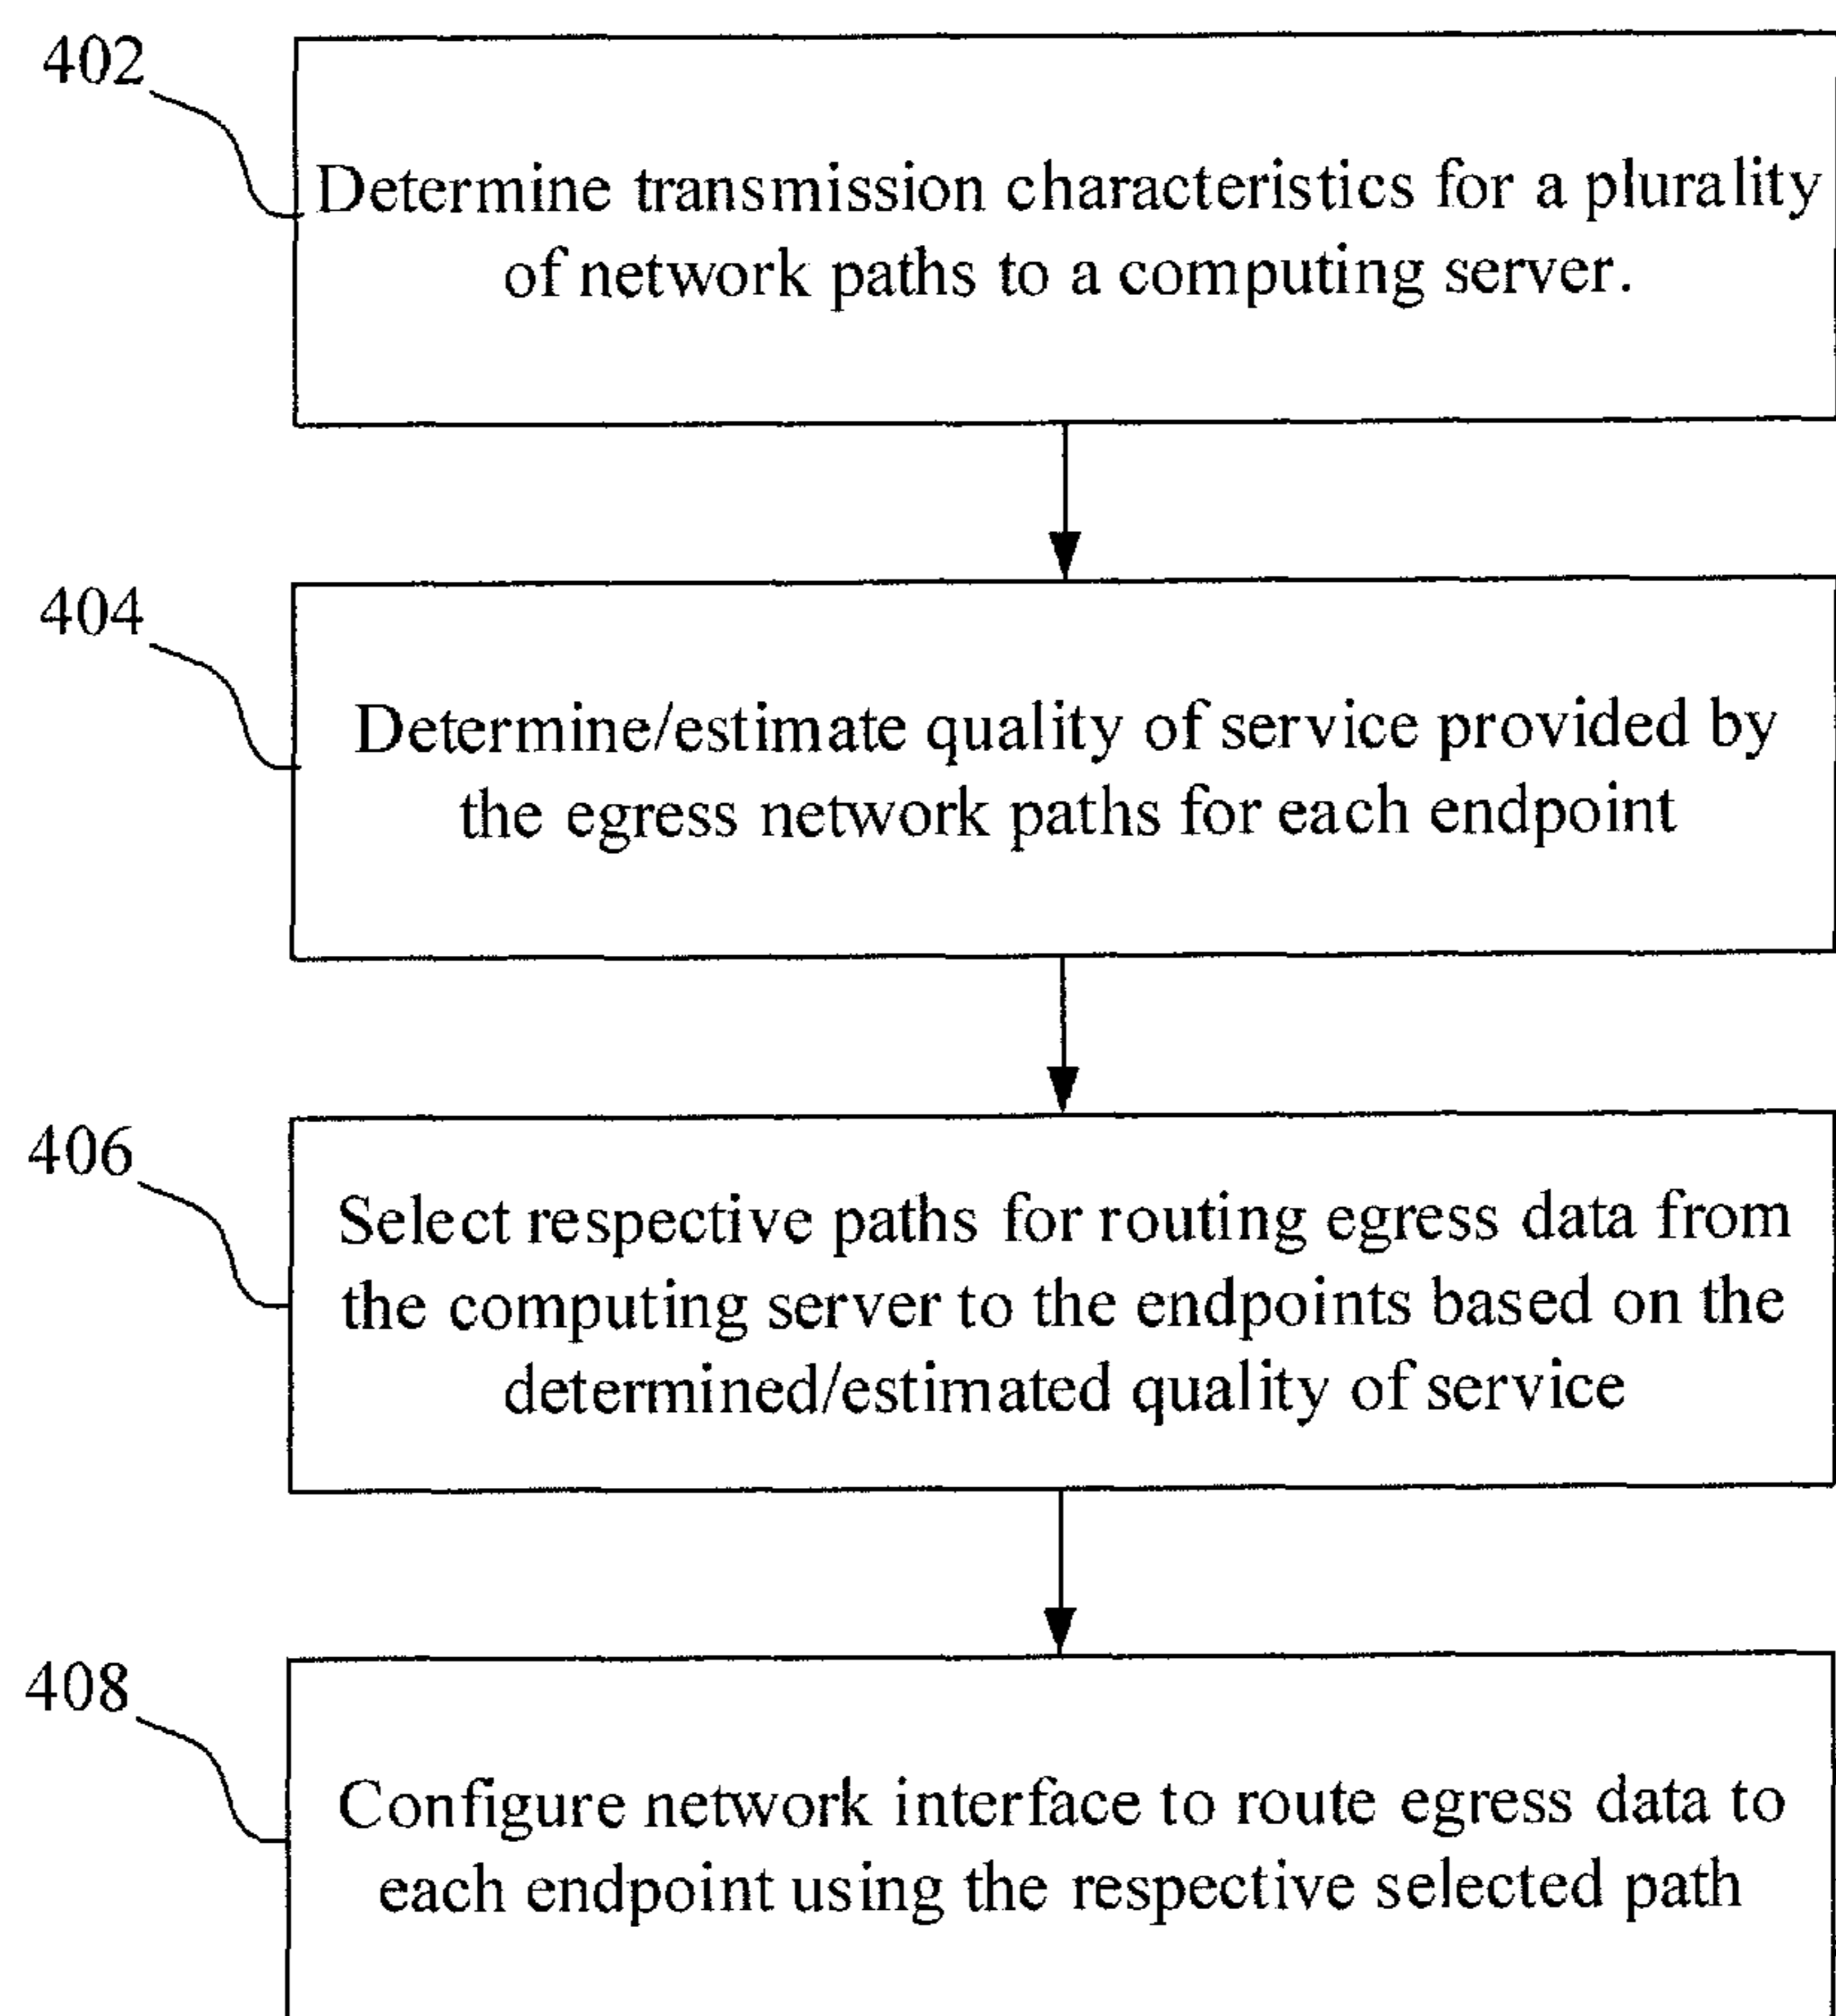 402
Determine transmission characteristics for a plurality
of network paths to a computing server.
404
Determine/estimate quality of service provided by
the egress network paths for each endpoint
406
Select respective paths for routing egress data from
the computing server to the endpoints based on the
determined/estimated quality of service
408
Configure network interface to route egress data to
each endpoint using the respective selected path